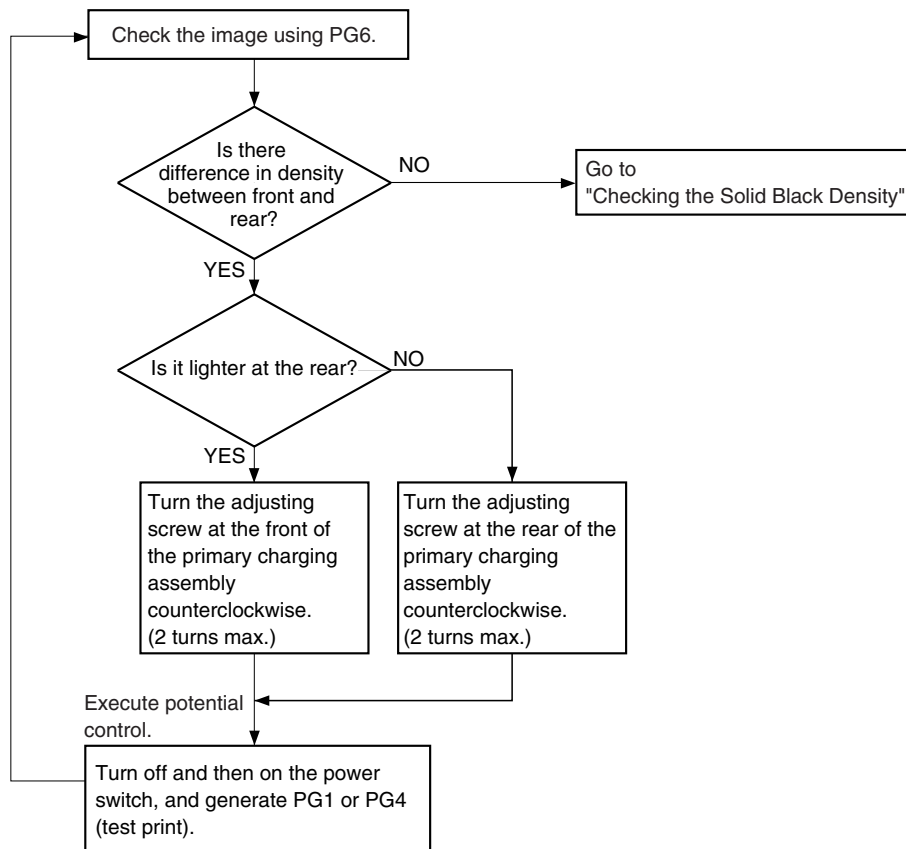 Check the image using PG6.
Is there
difference in density
between front and
rear?
NO
Go to
"Checking the Solid Black Density"
YES
Is it lighter at the rear?
NO
YES
Turn the adjusting
screw at the front of
the primary charging
assembly
counterclockwise.
(2 turns max.)
Turn the adjusting
screw at the rear of the
primary charging
assembly
counterclockwise.
(2 turns max.)
Execute potential
control.
Turn off and then on the power
switch, and generate PG1 or PG4
(test print).